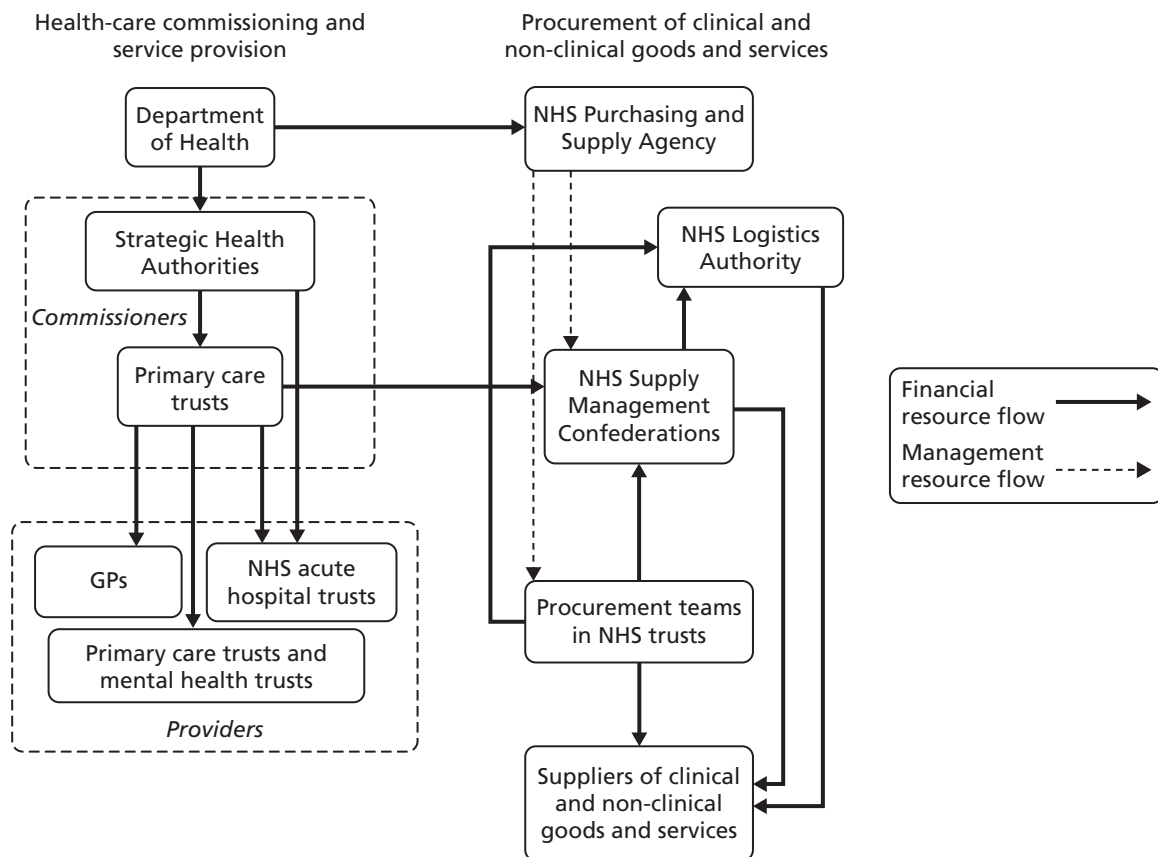 Health-care commissioning and
service provision
Procurement of clinical and
non-clinical goods and services
Department
of Health
NHS Purchasing and
Supply Agency
Strategic Health
Authorities
NHS Logistics
Authority
Commissioners
Primary care
trusts
NHS Supply
Management
Confederations
Financial
resource flow
Management
resource flow
GPs
NHS acute
hospital trusts
Procurement teams
in NHS trusts
Primary care trusts and
mental health trusts
Providers
Suppliers of clinical
and non-clinical
goods and services